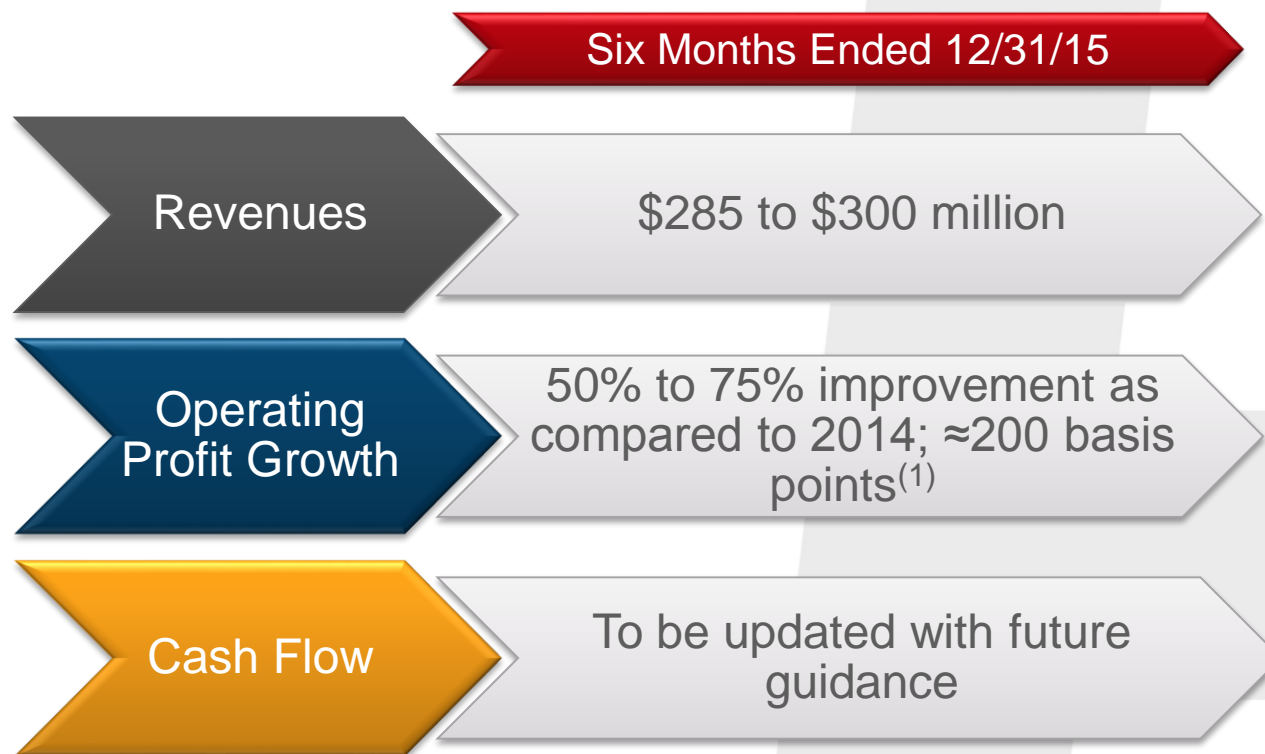 Six Months Ended 12/31/15
Revenues
$285 to $300 million
Operating
Profit Growth
50% to 75% improvement as
compared to 2014; ≈200 basis
points(1)
Cash Flow
To be updated with future
guidance